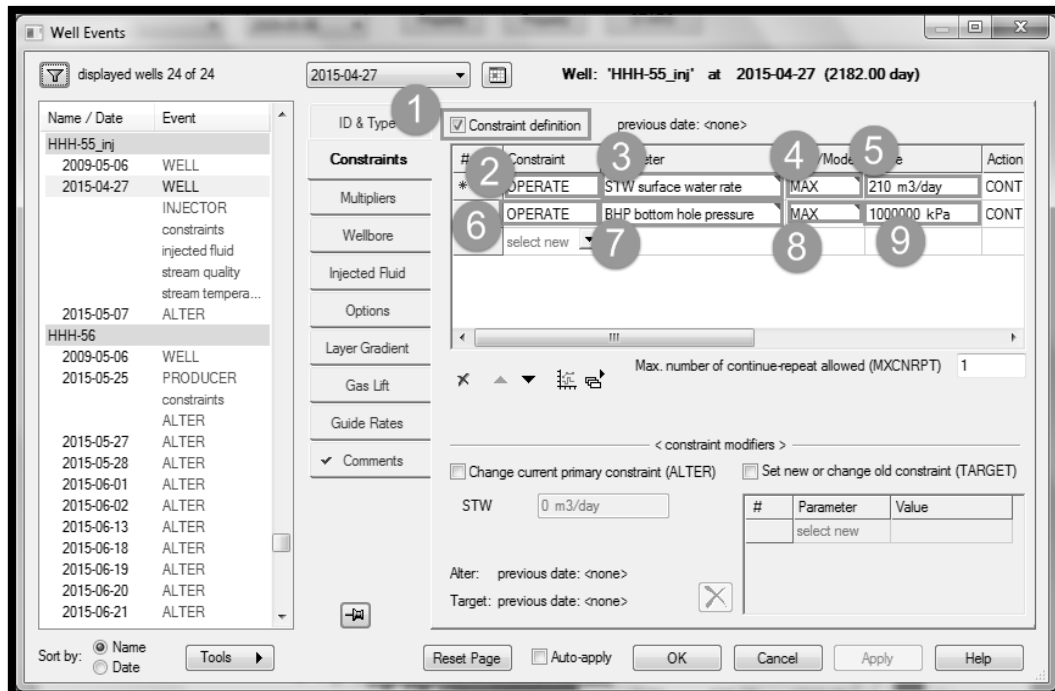 Well Events
displayed wells 24 of 24
2015-04-27
Well: 'HHH-55_inj' at 2015-04-27 (2182.00 day)
Name / Date Event
HHH-55_inj
2009-05-06 WELL
2015-04-27 WELL
INJECTOR
constraints
injected fluid
stream quality
stream tempera...
2015-05-07 ALTER
HHH-56
2009-05-06 WELL
2015-05-25 PRODUCER
constraints
ALTER
2015-05-27 ALTER
2015-05-28 ALTER
2015-06-01 ALTER
2015-06-02 ALTER
2015-06-13 ALTER
2015-06-18 ALTER
2015-06-19 ALTER
2015-06-20 ALTER
2015-06-21 ALTER
ID & Type
Constraints
Multipliers
Wellbore
Injected Fluid
Options
Layer Gradient
Gas Lift
Guide Rates
Comments
1
Constraint definition
previous date: <none>
# Constraint /Mode Action
2 3 4 5
* OPERATE STW surface water rate MAX 210 m3/day CONT
OPERATE BHP bottom hole pressure MAX 1000000 kPa CONT
6 7 8 9
select new
Max. number of continue-repeat allowed (MXCNRPT) 1
< constraint modifiers >
Change current primary constraint (ALTER)
Set new or change old constraint (TARGET)
STW 0 m3/day
# Parameter Value
select new
Alter: previous date: <none>
Target: previous date: <none>
Sort by: Name
Date
Tools
Reset Page
Auto-apply
OK
Cancel
Apply
Help